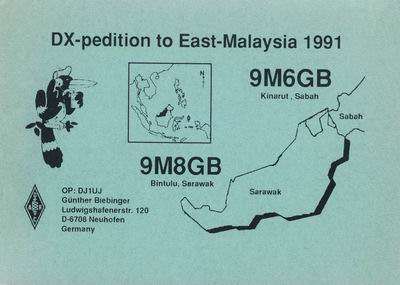 DX-pedition to East-Malaysia 1991
N
9M6GB
Kinarut , Sabah
Sabah
9M8GB
Bintulu, Sarawak
Sarawak
OP: DJ1UJ
Günther Biebinger
Ludwigshafenerstr. 120
D-6708 Neuhofen
Germany